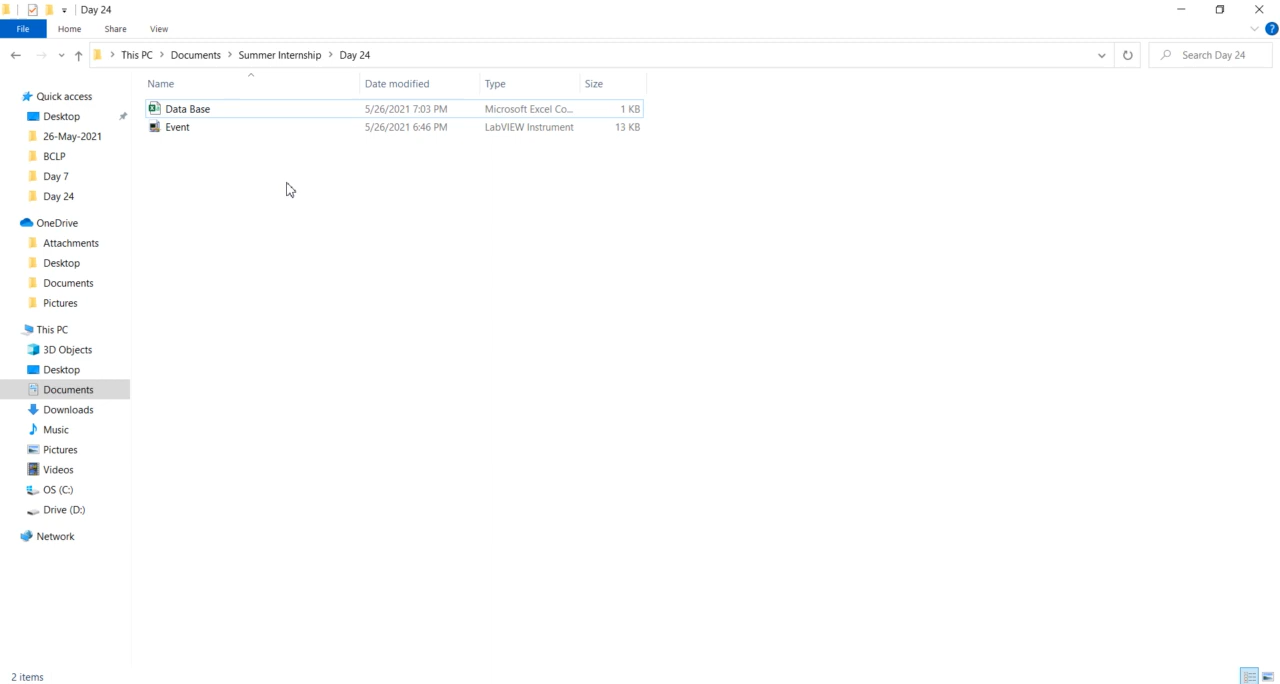 Day 24
File Home Share View
This PC Documents Summer Internship Day 24
Search Day 24
Name Date modified Type Size
Data Base 5/26/2021 7:03 PM Microsoft Excel Co... 1 KB
Event 5/26/2021 6:46 PM LabVIEW Instrument 13 KB
Quick access
Desktop
26-May-2021
BCLP
Day 7
Day 24
OneDrive
Attachments
Desktop
Documents
Pictures
This PC
3D Objects
Desktop
Documents
Downloads
Music
Pictures
Videos
OS (C:)
Drive (D:)
Network
2 items